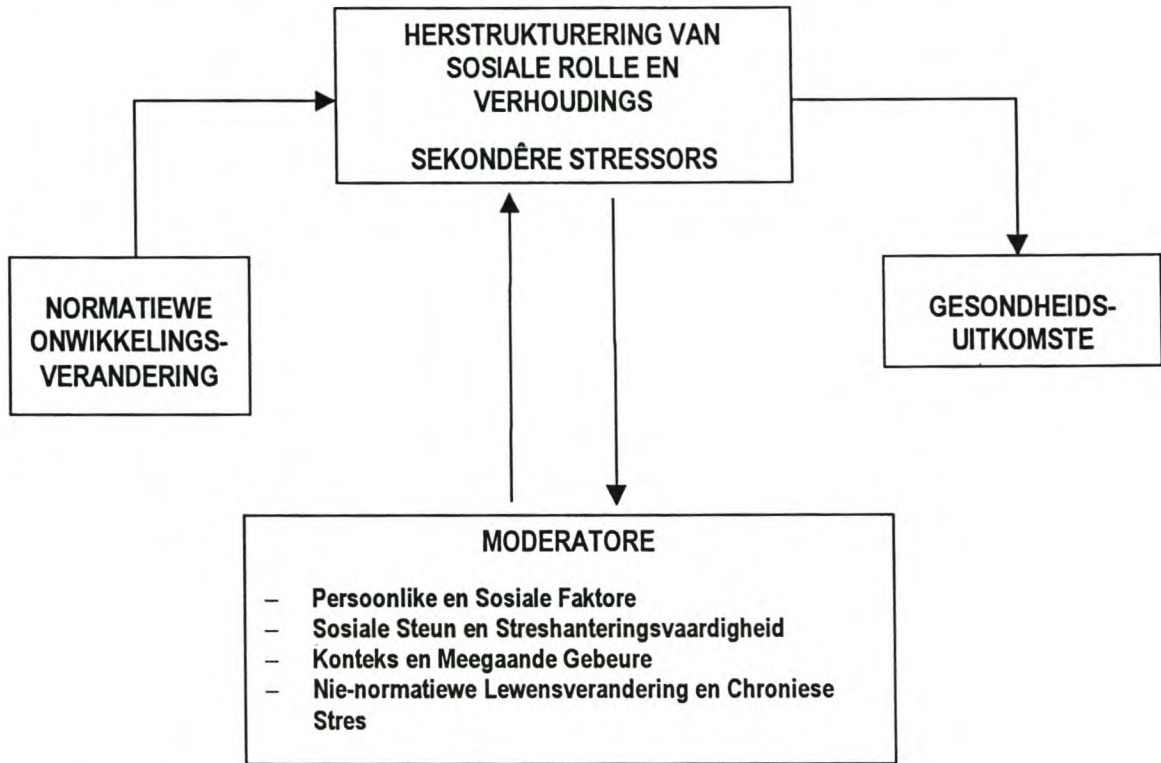 HERSTRUKTURERING VAN
SOSIALE ROLLE EN
VERHOUDINGS
SEKONDÊRE STRESSORS
NORMATIEWE
ONWIKKELINGS-
VERANDERING
GESONDHEIDS-
UITKOMSTE
MODERATORE
– Persoonlike en Sosiale Faktore
– Sosiale Steun en Streshanteringsvaardigheid
– Konteks en Meegaande Gebeure
– Nie-normatiewe Lewensverandering en Chroniese
Stres